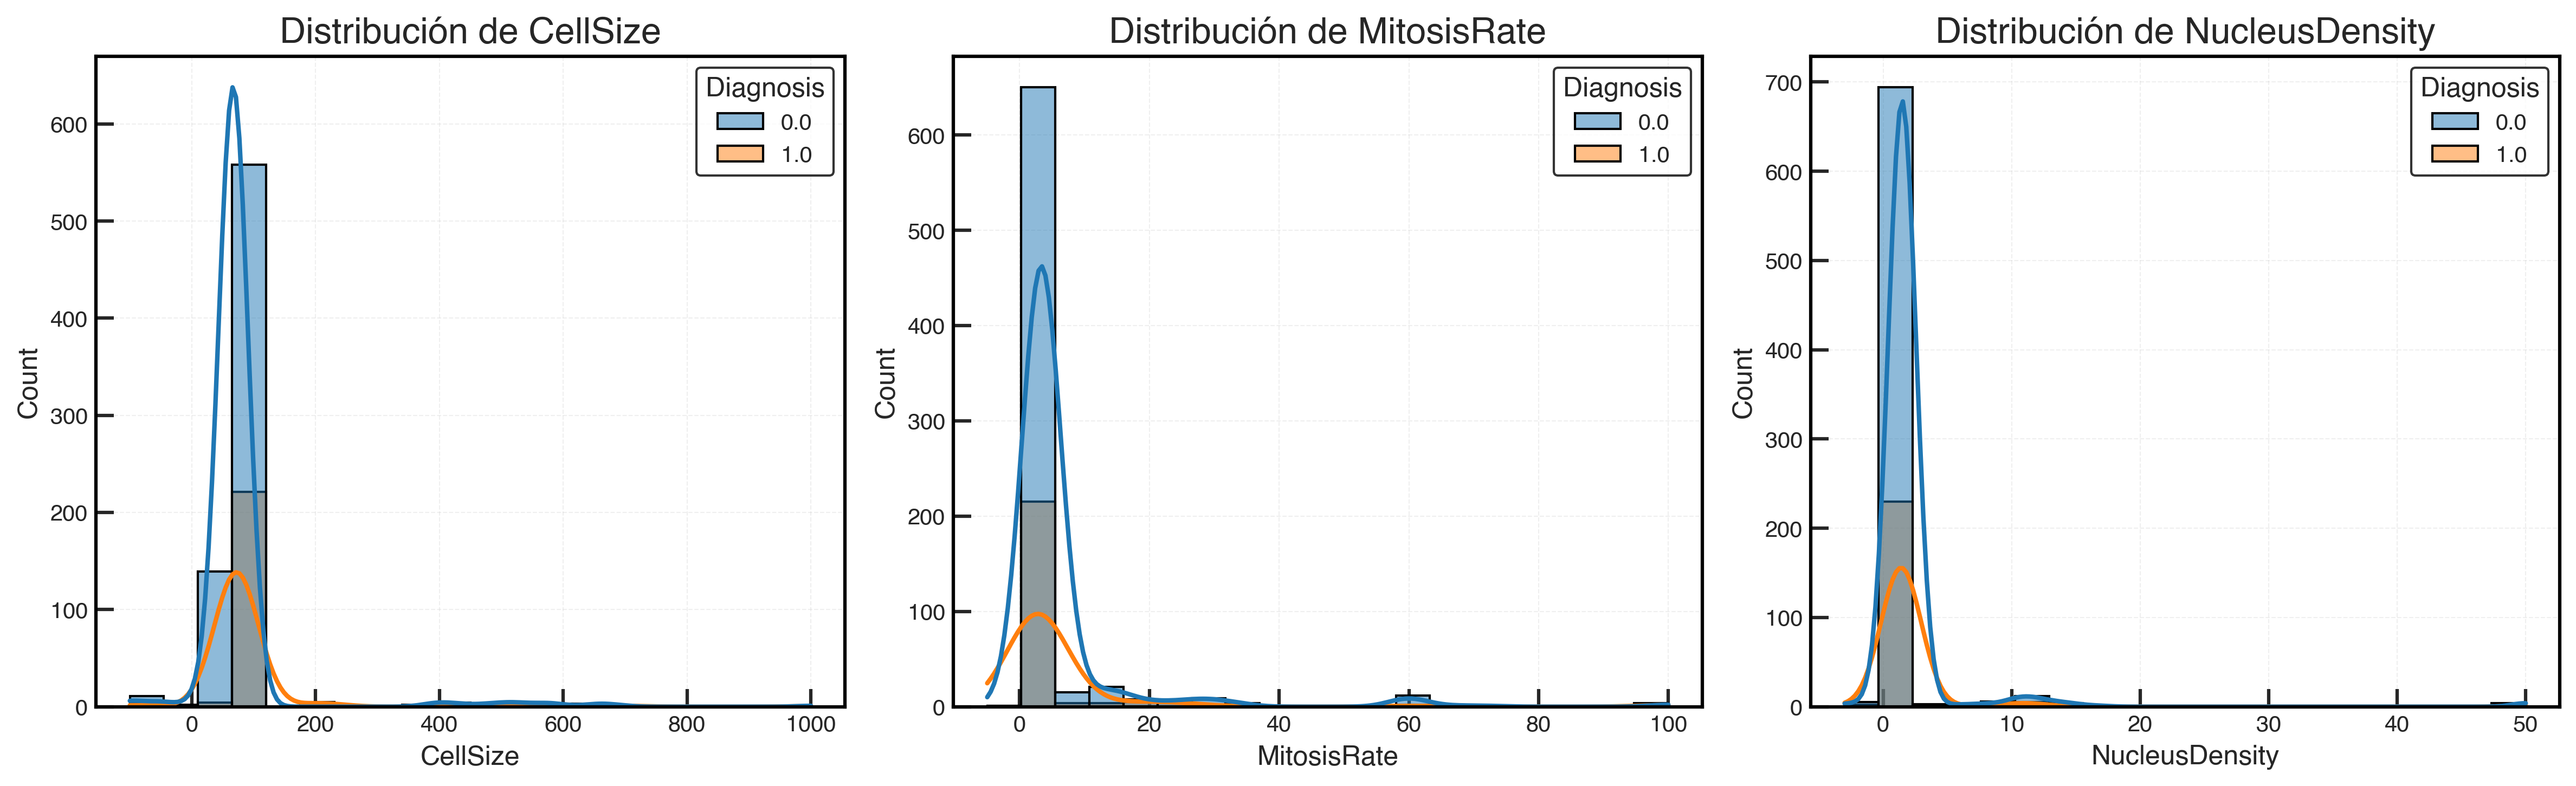 Distribución de CellSize
Diagnosis
0.0
1.0
600
500
400
300
200
100
0
Count
0 200 400 600 800 1000
CellSize
Distribución de MitosisRate
Diagnosis
0.0
1.0
600
500
400
300
200
100
0
Count
0 20 40 60 80 100
MitosisRate
Distribución de NucleusDensity
Diagnosis
0.0
1.0
700
600
500
400
300
200
100
0
Count
0 10 20 30 40 50
NucleusDensity